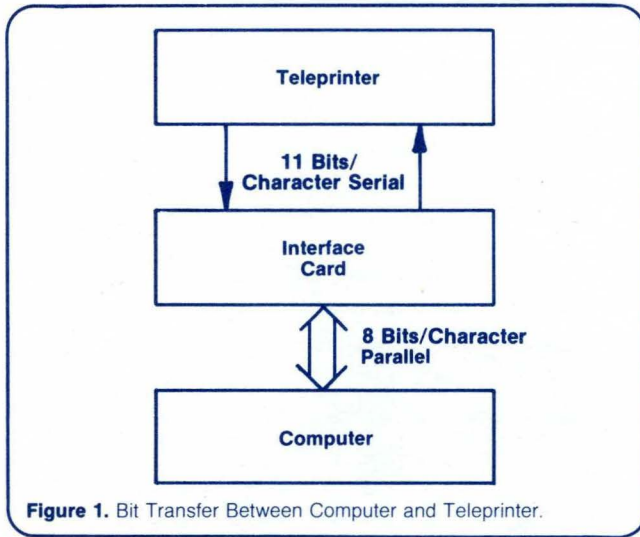 Teleprinter
11 Bits/
Character Serial
Interface
Card
8 Bits/Character
Parallel
Computer
Figure 1. Bit Transfer Between Computer and Teleprinter.